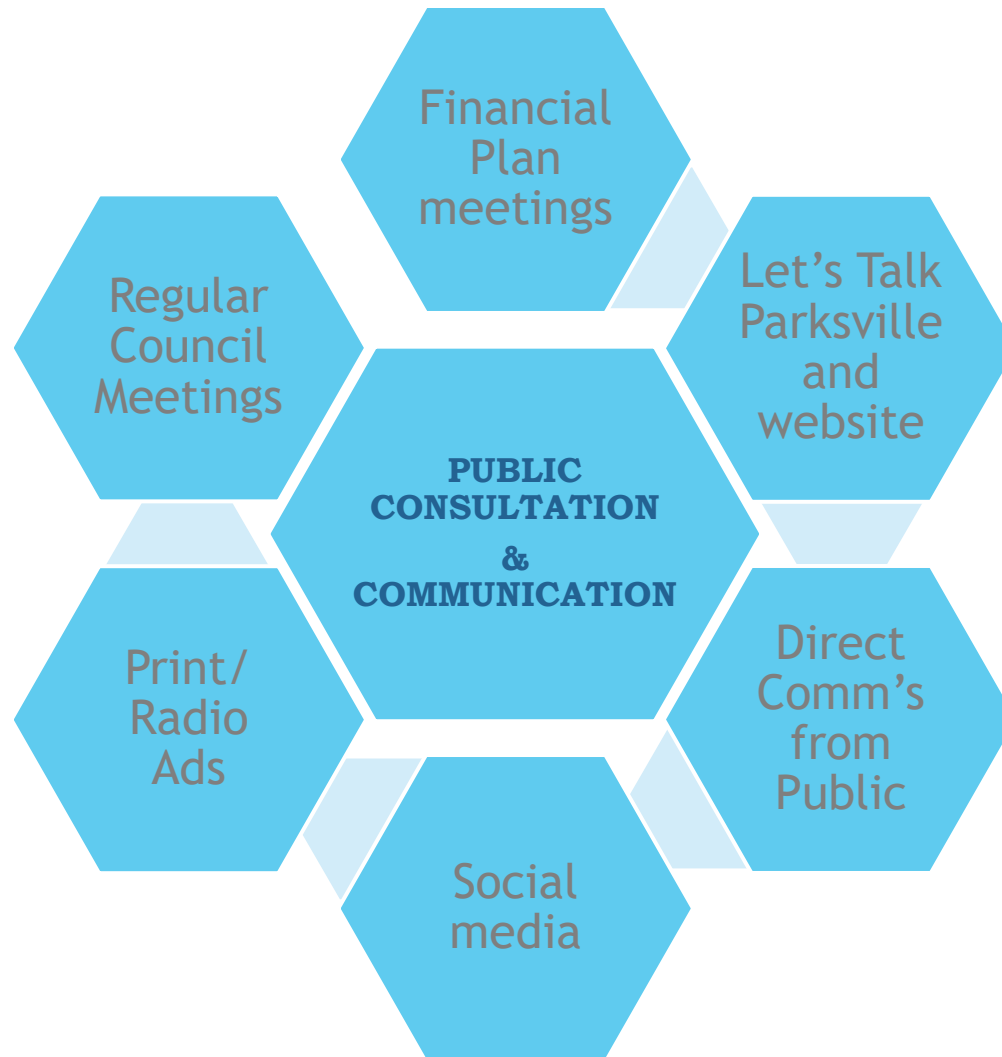 Financial
Plan
meetings
Let’s Talk
Parksville
and
website
Direct
Comm’s
from
Public
Social
media
Print/
Radio
Ads
Regular
Council
Meetings
PUBLIC
CONSULTATION
&
COMMUNICATION